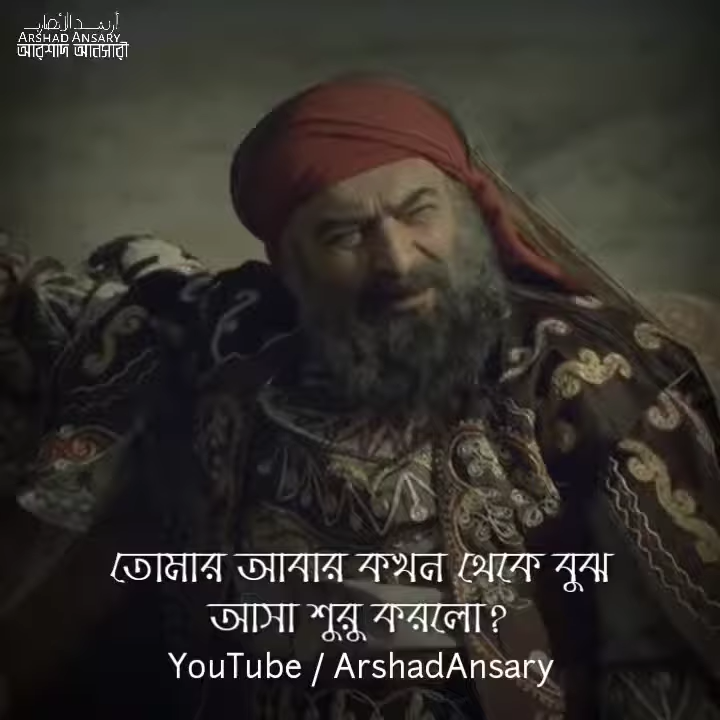 أرشد الأنصاري
ARSHAD ANSARY
আরশাদ আনসারী
তোমার আবার কখন থেকে বুঝ
আসা শুরু করলো?
YouTube / ArshadAnsary